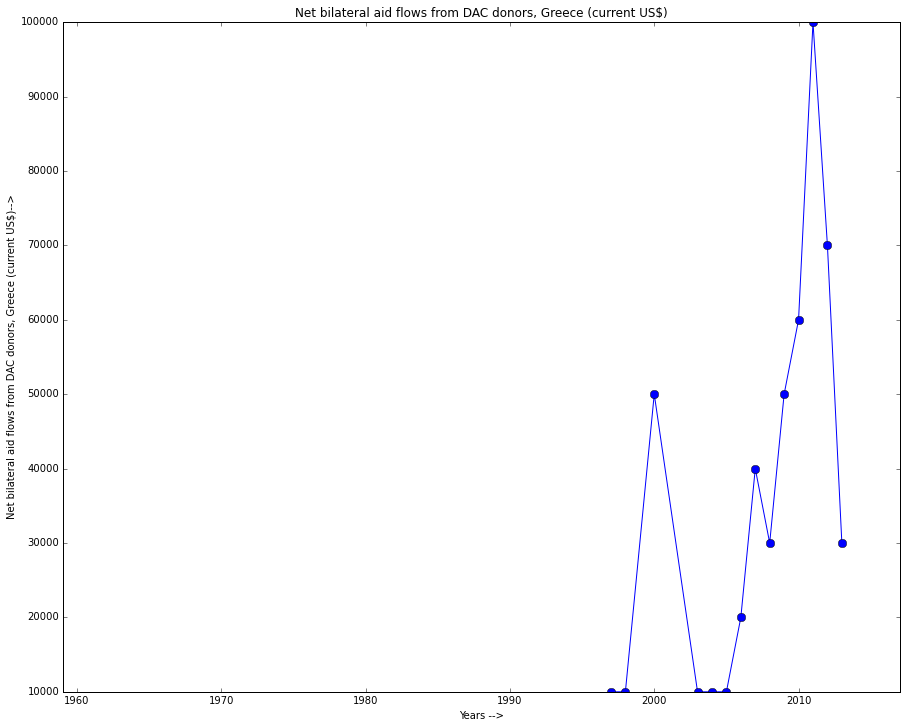 Net bilateral aid flows from DAC donors, Greece (current US$)
100000
90000
80000
70000
60000
50000
40000
30000
20000
10000
Net bilateral aid flows from DAC donors, Greece (current US$)-->
1960 1970 1980 1990 2000 2010
Years -->